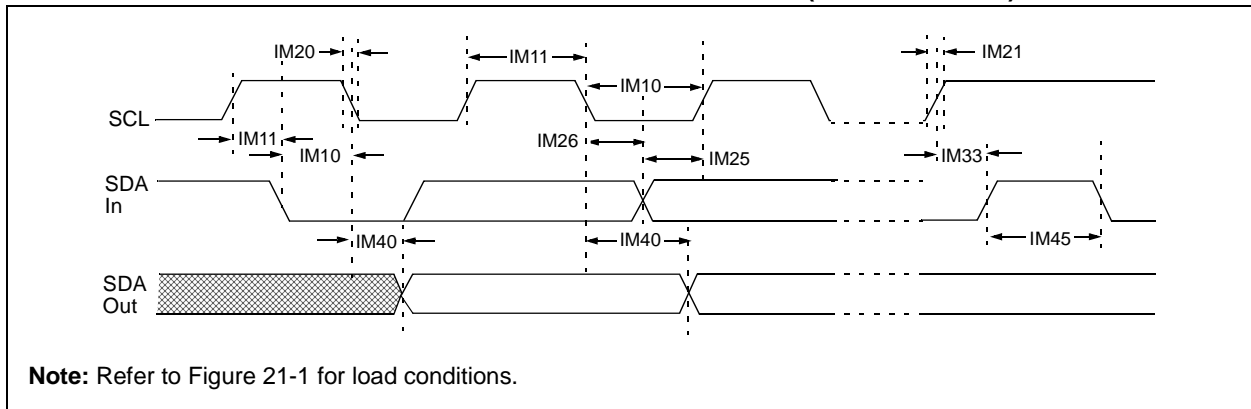 IM20
IM11
IM21
IM10
SCL
IM11
IM26
IM10
IM25
IM33
SDA
In
IM40
IM40
IM45
SDA
Out
Note: Refer to Figure 21-1 for load conditions.